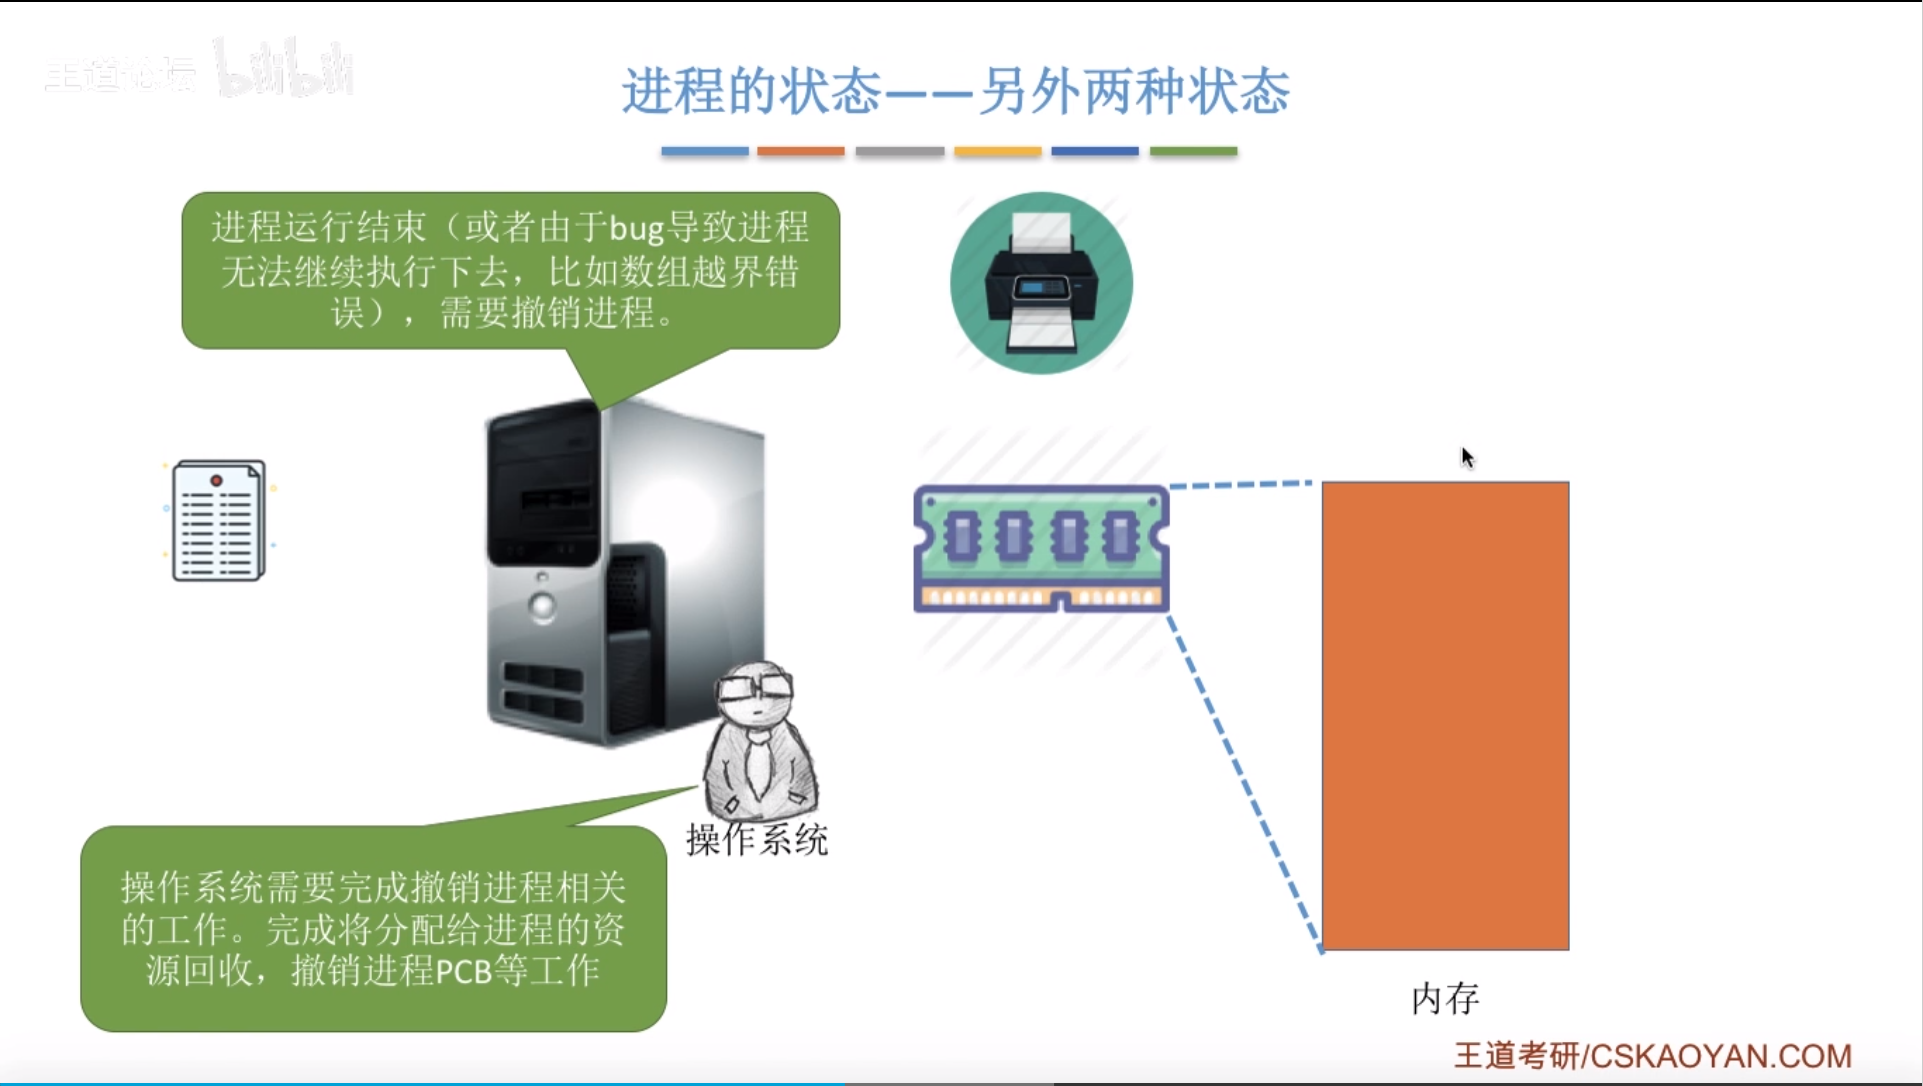 王道论坛 bilibili
进程的状态——另外两种状态
进程运行结束（或者由于bug导致进程
无法继续执行下去，比如数组越界错
误），需要撤销进程。
操作系统
操作系统需要完成撤销进程相关
的工作。完成将分配给进程的资
源回收，撤销进程PCB等工作
内存
王道考研/CSKAOYAN.COM